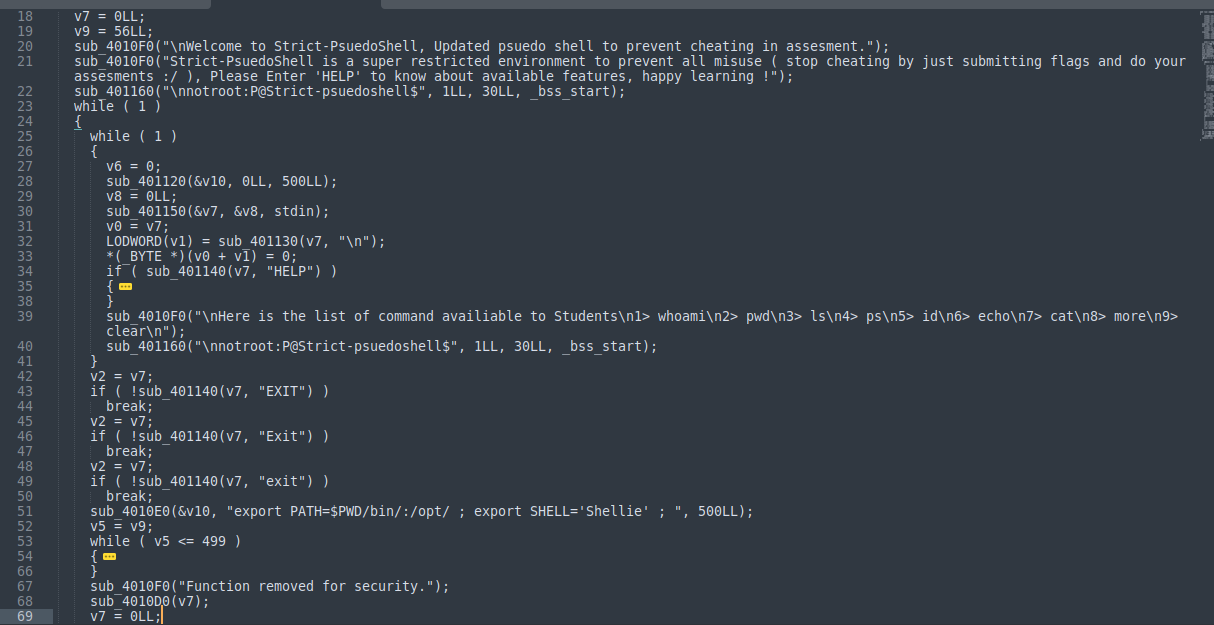 18 v7 = 0LL;
19 v9 = 56LL;
20 sub_4010F0("\nWelcome to Strict-PsuedoShell, Updated psuedo shell to prevent cheating in assesment.");
21 sub_4010F0("Strict-PsuedoShell is a super restricted environment to prevent all misuse ( stop cheating by just submitting flags and do your
assesments :/ ), Please Enter 'HELP' to know about available features, happy learning !");
22 sub_401160("\nnotroot:P@Strict-psuedoshell$", 1LL, 30LL, _bss_start);
23 while ( 1 )
24 {
25 while ( 1 )
26 {
27 v6 = 0;
28 sub_401120(&v10, 0LL, 500LL);
29 v8 = 0LL;
30 sub_401150(&v7, &v8, stdin);
31 v0 = v7;
32 LODWORD(v1) = sub_401130(v7, "\n");
33 *(_BYTE *)(v0 + v1) = 0;
34 if ( sub_401140(v7, "HELP") )
35 {
38 }
39 sub_4010F0("\nHere is the list of command availiable to Students\n1> whoami\n2> pwd\n3> ls\n4> ps\n5> id\n6> echo\n7> cat\n8> more\n9>
clear\n");
40 sub_401160("\nnotroot:P@Strict-psuedoshell$", 1LL, 30LL, _bss_start);
41 }
42 v2 = v7;
43 if ( !sub_401140(v7, "EXIT") )
44 break;
45 v2 = v7;
46 if ( !sub_401140(v7, "Exit") )
47 break;
48 v2 = v7;
49 if ( !sub_401140(v7, "exit") )
50 break;
51 sub_4010E0(&v10, "export PATH=$PWD/bin/:/opt/ ; export SHELL='Shellie' ; ", 500LL);
52 v5 = v9;
53 while ( v5 <= 499 )
54 {
66 }
67 sub_4010F0("Function removed for security.");
68 sub_4010D0(v7);
69 v7 = 0LL;